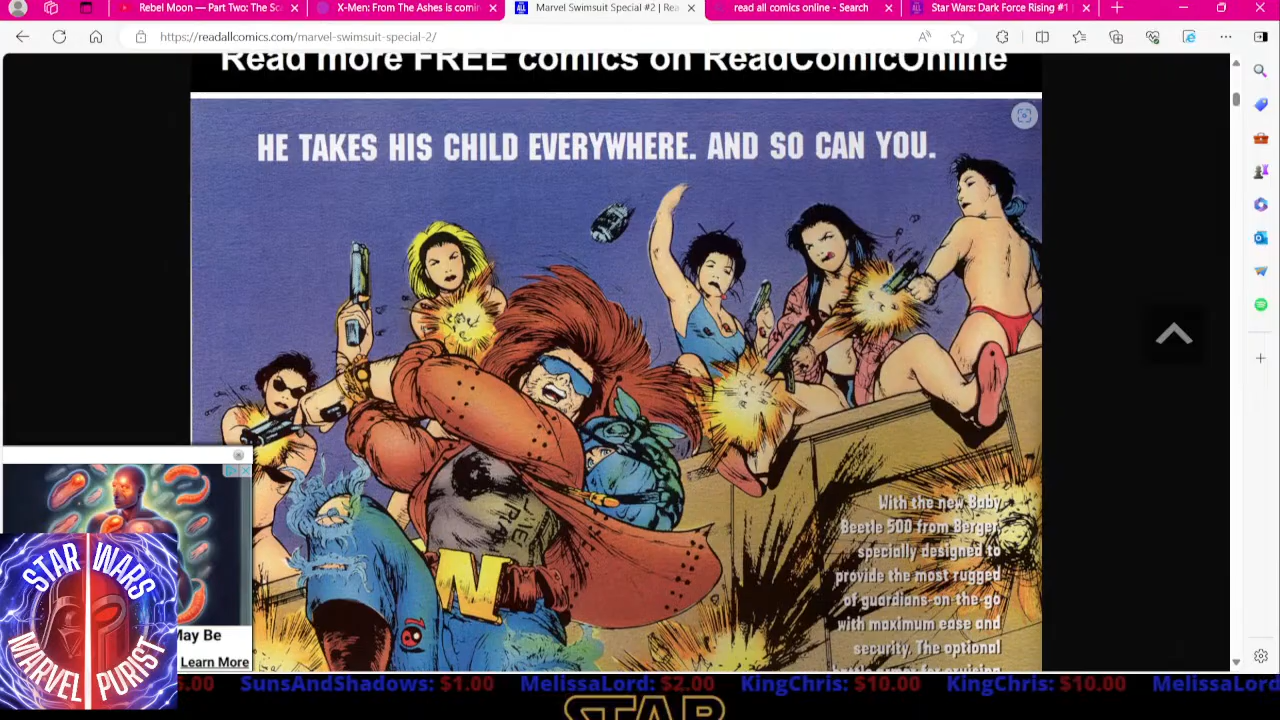 Rebel Moon — Part Two: The Sca
X-Men: From The Ashes is comin
Marvel Swimsuit Special #2 | Rea
read all comics online - Search
Star Wars: Dark Force Rising #1
https://readallcomics.com/marvel-swimsuit-special-2/
Read more FREE comics on ReadComicOnline
HE TAKES HIS CHILD EVERYWHERE. AND SO CAN YOU.
With the new Baby
Beetle 500 from Berger,
specially designed to
provide the most rugged
of guardians-on-the-go
with maximum ease and
security. The optional
N
May Be
Learn More
STAR WARS
MARVEL PURIST
$5.00 SunsAndShadows: $1.00 MelissaLord: $2.00 KingChris: $10.00 KingChris: $10.00 MelissaLord
STAR